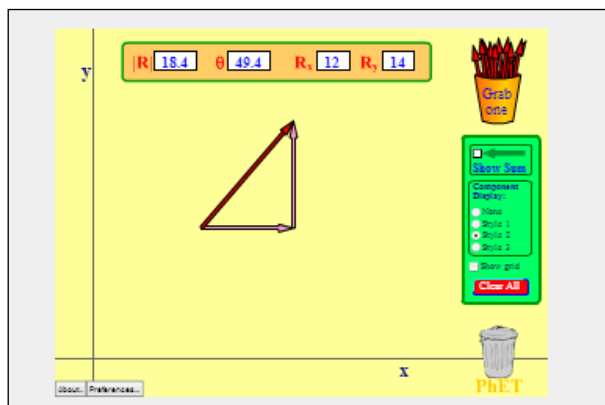 |R| 18.4 θ 49.4 Rx 12 Ry 14
y
Grab
one
Show Sum
Component
Display:
None
Style 1
Style 2
Style 3
Show grid
Clear All
x
PhET
About... Preferences...